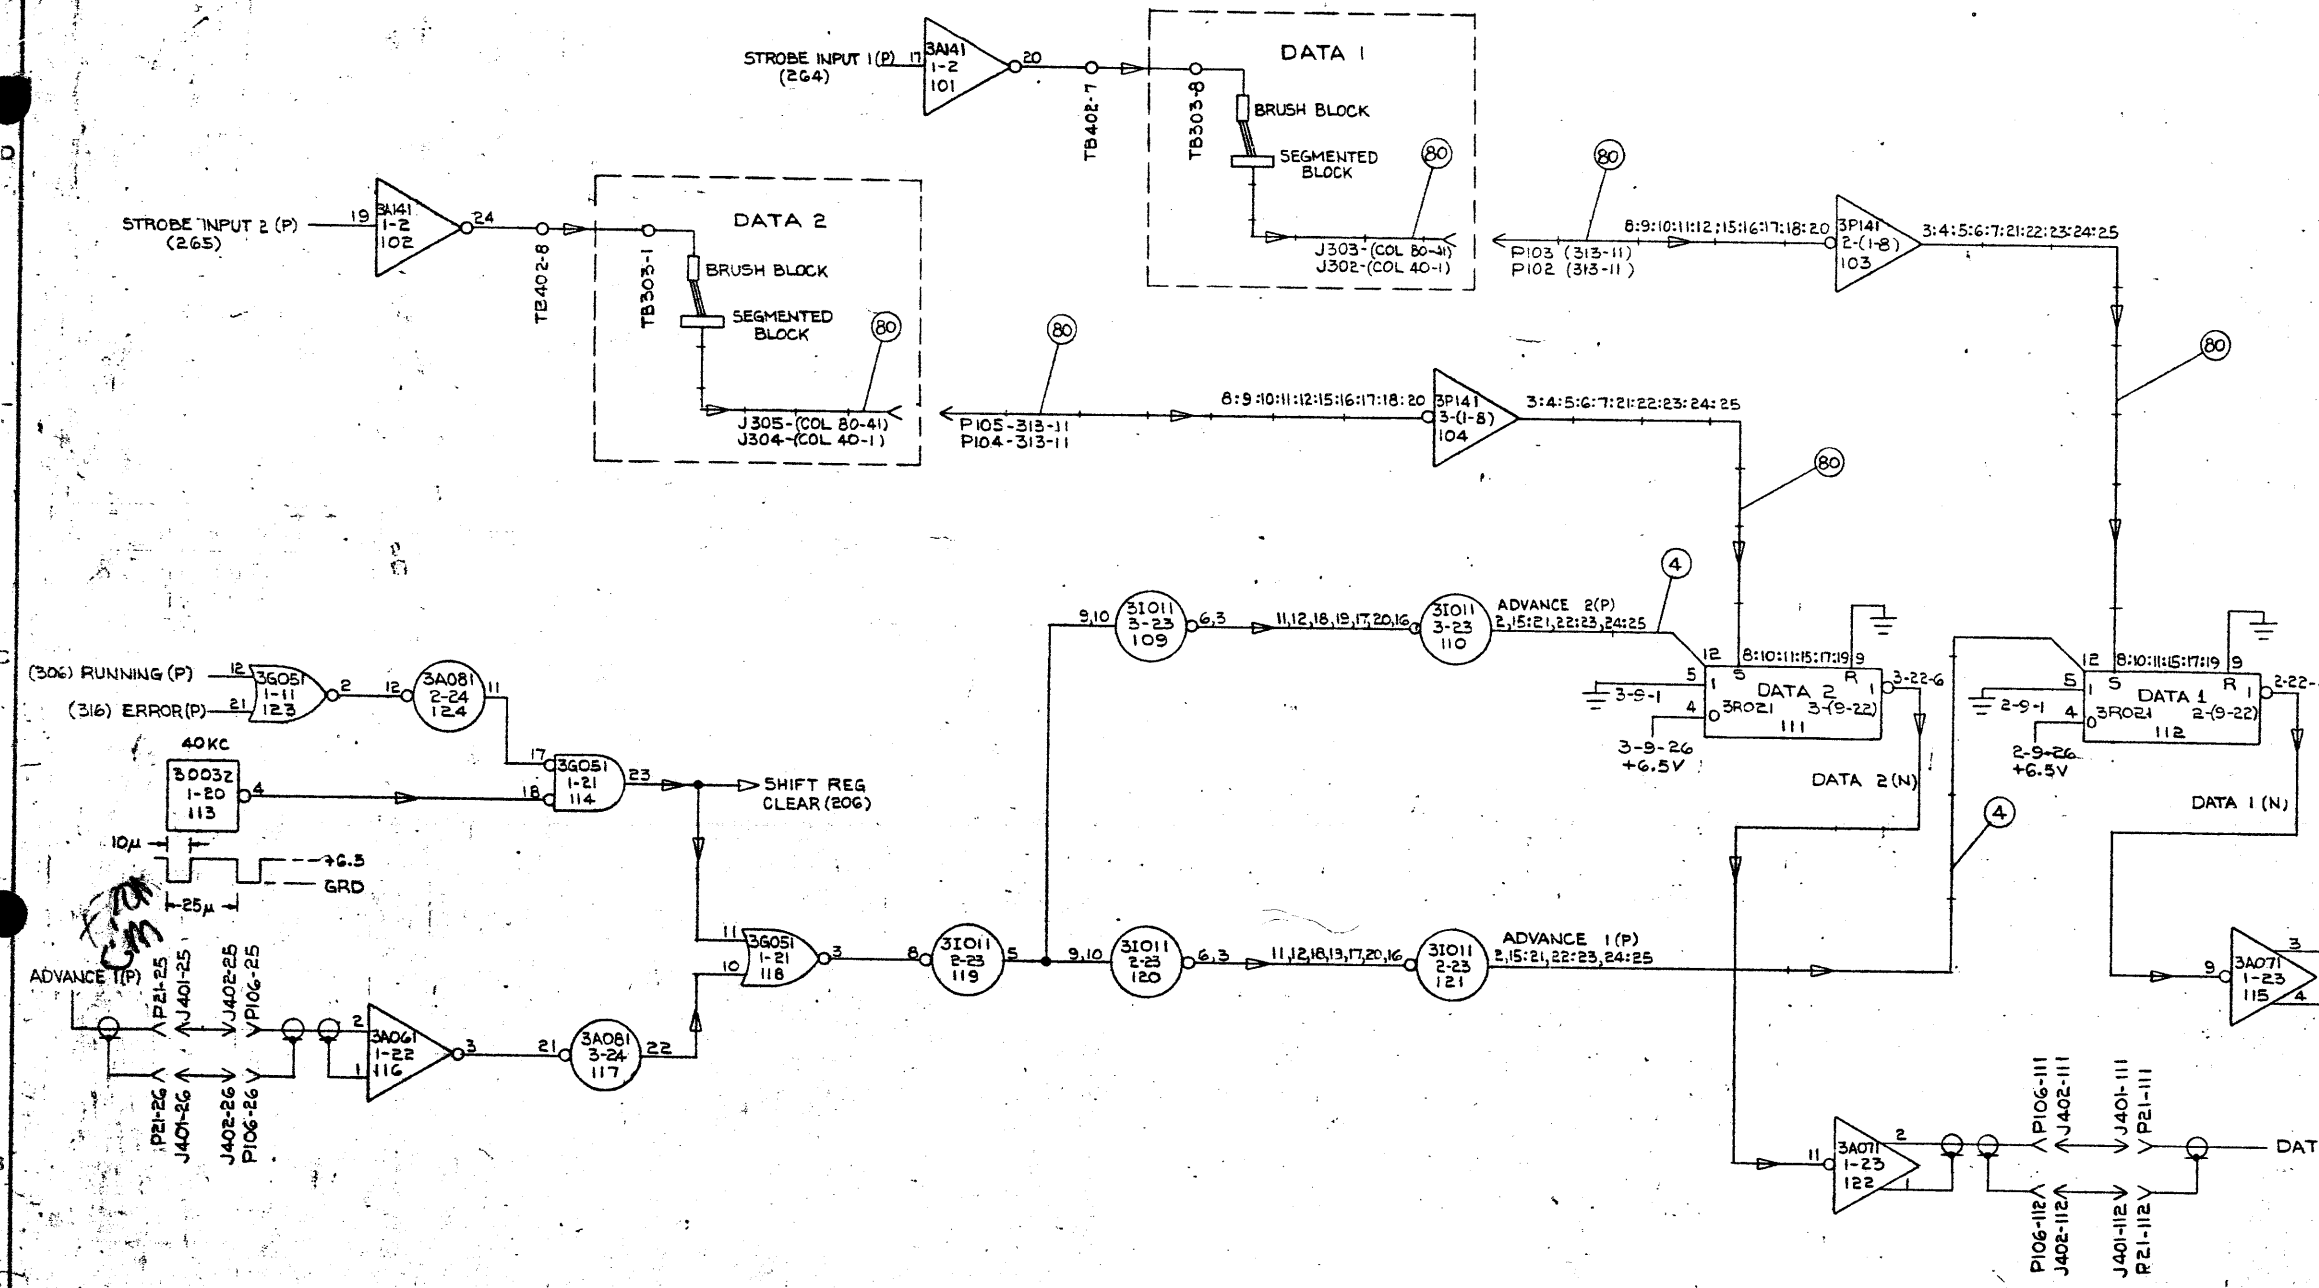 STROBE INPUT 1(P)
(264)
17
3A141
1-2
101
20
TB402-7
TB303-8
DATA 1
BRUSH BLOCK
SEGMENTED
BLOCK
80
J303-(COL 80-41)
J302-(COL 40-1)
80
P103 (313-11)
P102 (313-11)
8:9:10:11:12:15:16:17:18:20
3P141
2-(1-8)
103
3:4:5:6:7:21:22:23:24:25
80
D
STROBE INPUT 2 (P)
(265)
19
3A141
1-2
102
24
TB402-8
TB303-1
DATA 2
BRUSH BLOCK
SEGMENTED
BLOCK
80
J305-(COL 80-41)
J304-(COL 40-1)
80
P105-313-11
P104-313-11
8:9:10:11:12:15:16:17:18:20
3P141
3-(1-8)
104
3:4:5:6:7:21:22:23:24:25
80
9,10
3I011
3-23
109
6,3
11,12,18,19,17,20,16
3I011
3-23
110
ADVANCE 2(P)
2,15:21,22:23,24:25
4
12
8:10:11:15:17:19
9
5
3-9-1
4
3-9-26
+6.5V
1
S
R
1
DATA 2
0
3R021
3-(9-22)
111
3-22-6
DATA 2(N)
12
8:10:11:15:17:19
9
5
2-9-1
4
2-9-26
+6.5V
1
S
R
1
DATA 1
0
3R021
2-(9-22)
112
2-22-
DATA 1 (N)
4
C
(306) RUNNING (P)
12
(316) ERROR(P)
21
3G051
1-11
123
2
12
3A081
2-24
124
11
40KC
3O032
1-20
113
4
17
18
3G051
1-21
114
23
SHIFT REG
CLEAR (206)
10μ
+6.5
GRD
25μ
ADVANCE 1(P)
P21-25
J401-25
J402-25
P106-25
P21-26
J401-26
J402-26
P106-26
2
1
3A061
1-22
116
3
21
3A081
3-24
117
22
11
10
3G051
1-21
118
3
8
3I011
2-23
119
5
9,10
3I011
2-23
120
6,3
11,12,18,19,17,20,16
3I011
2-23
121
ADVANCE 1(P)
2,15:21,22:23,24:25
9
3A071
1-23
115
3
4
11
3A071
1-23
122
2
1
P106-111
J402-111
J401-111
P21-111
P106-112
J402-112
J401-112
P21-112
DAT